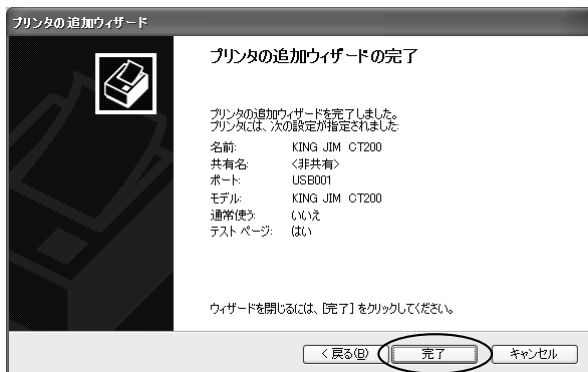 プリンタの追加ウィザード
プリンタの追加ウィザードの完了
プリンタの追加ウィザードを完了しました。
プリンタには、次の設定が指定されました:
名前: KING JIM CT200
共有名: <非共有>
ポート: USB001
モデル: KING JIM CT200
通常使う: いいえ
テスト ページ: はい
ウィザードを閉じるには、[完了] をクリックしてください。
< 戻る(B) 完了 キャンセル